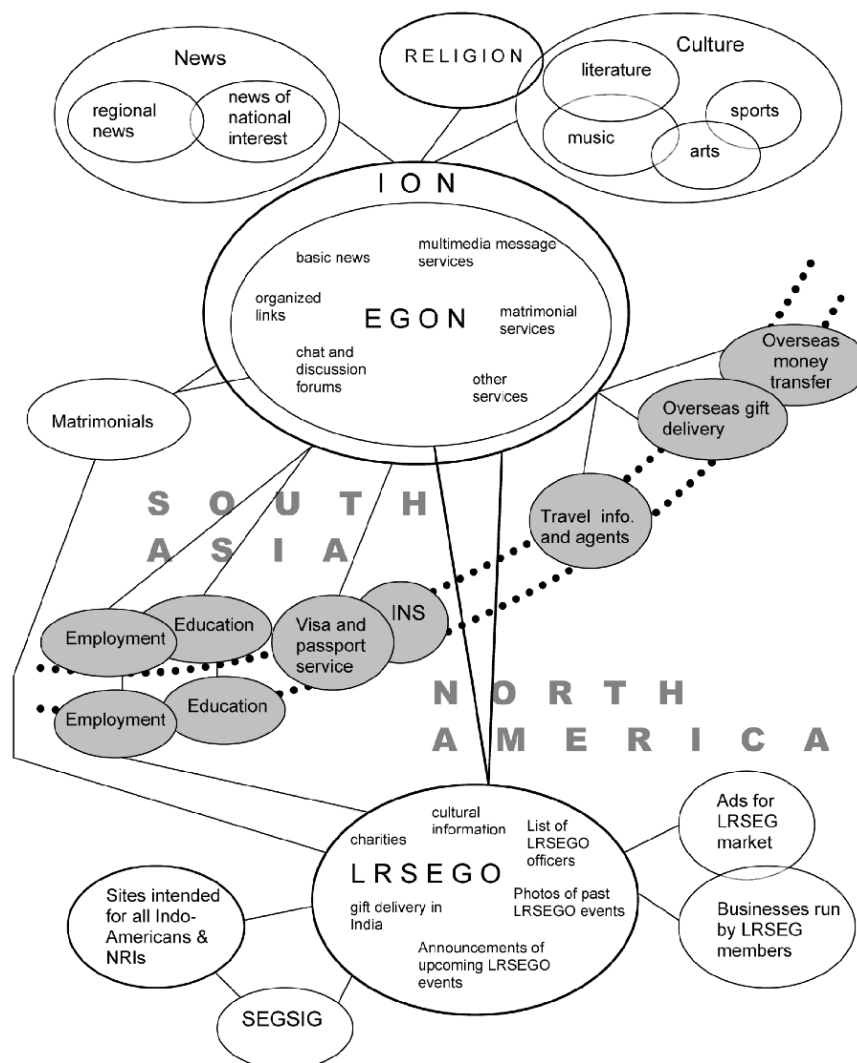 News
regional
news
news of
national
interest
RELIGION
Culture
literature
music
sports
arts
ION
basic news
multimedia message
services
organized
links
EGON
matrimonial
services
chat and
discussion
forums
other
services
Matrimonials
Overseas
money
transfer
Overseas gift
delivery
Travel info.
and agents
SOUTH
ASIA
Employment
Education
Visa and
passport
service
INS
Employment
Education
NORTH
AMERICA
charities
cultural
information
List of
LRSEGO
officers
LRSEGO
gift delivery in
India
Photos of past
LRSEGO events
Announcements of
upcoming LRSEGO
events
Ads for
LRSEG
market
Businesses run
by LRSEG
members
Sites intended
for all Indo-
Americans &
NRIs
SEGSIG